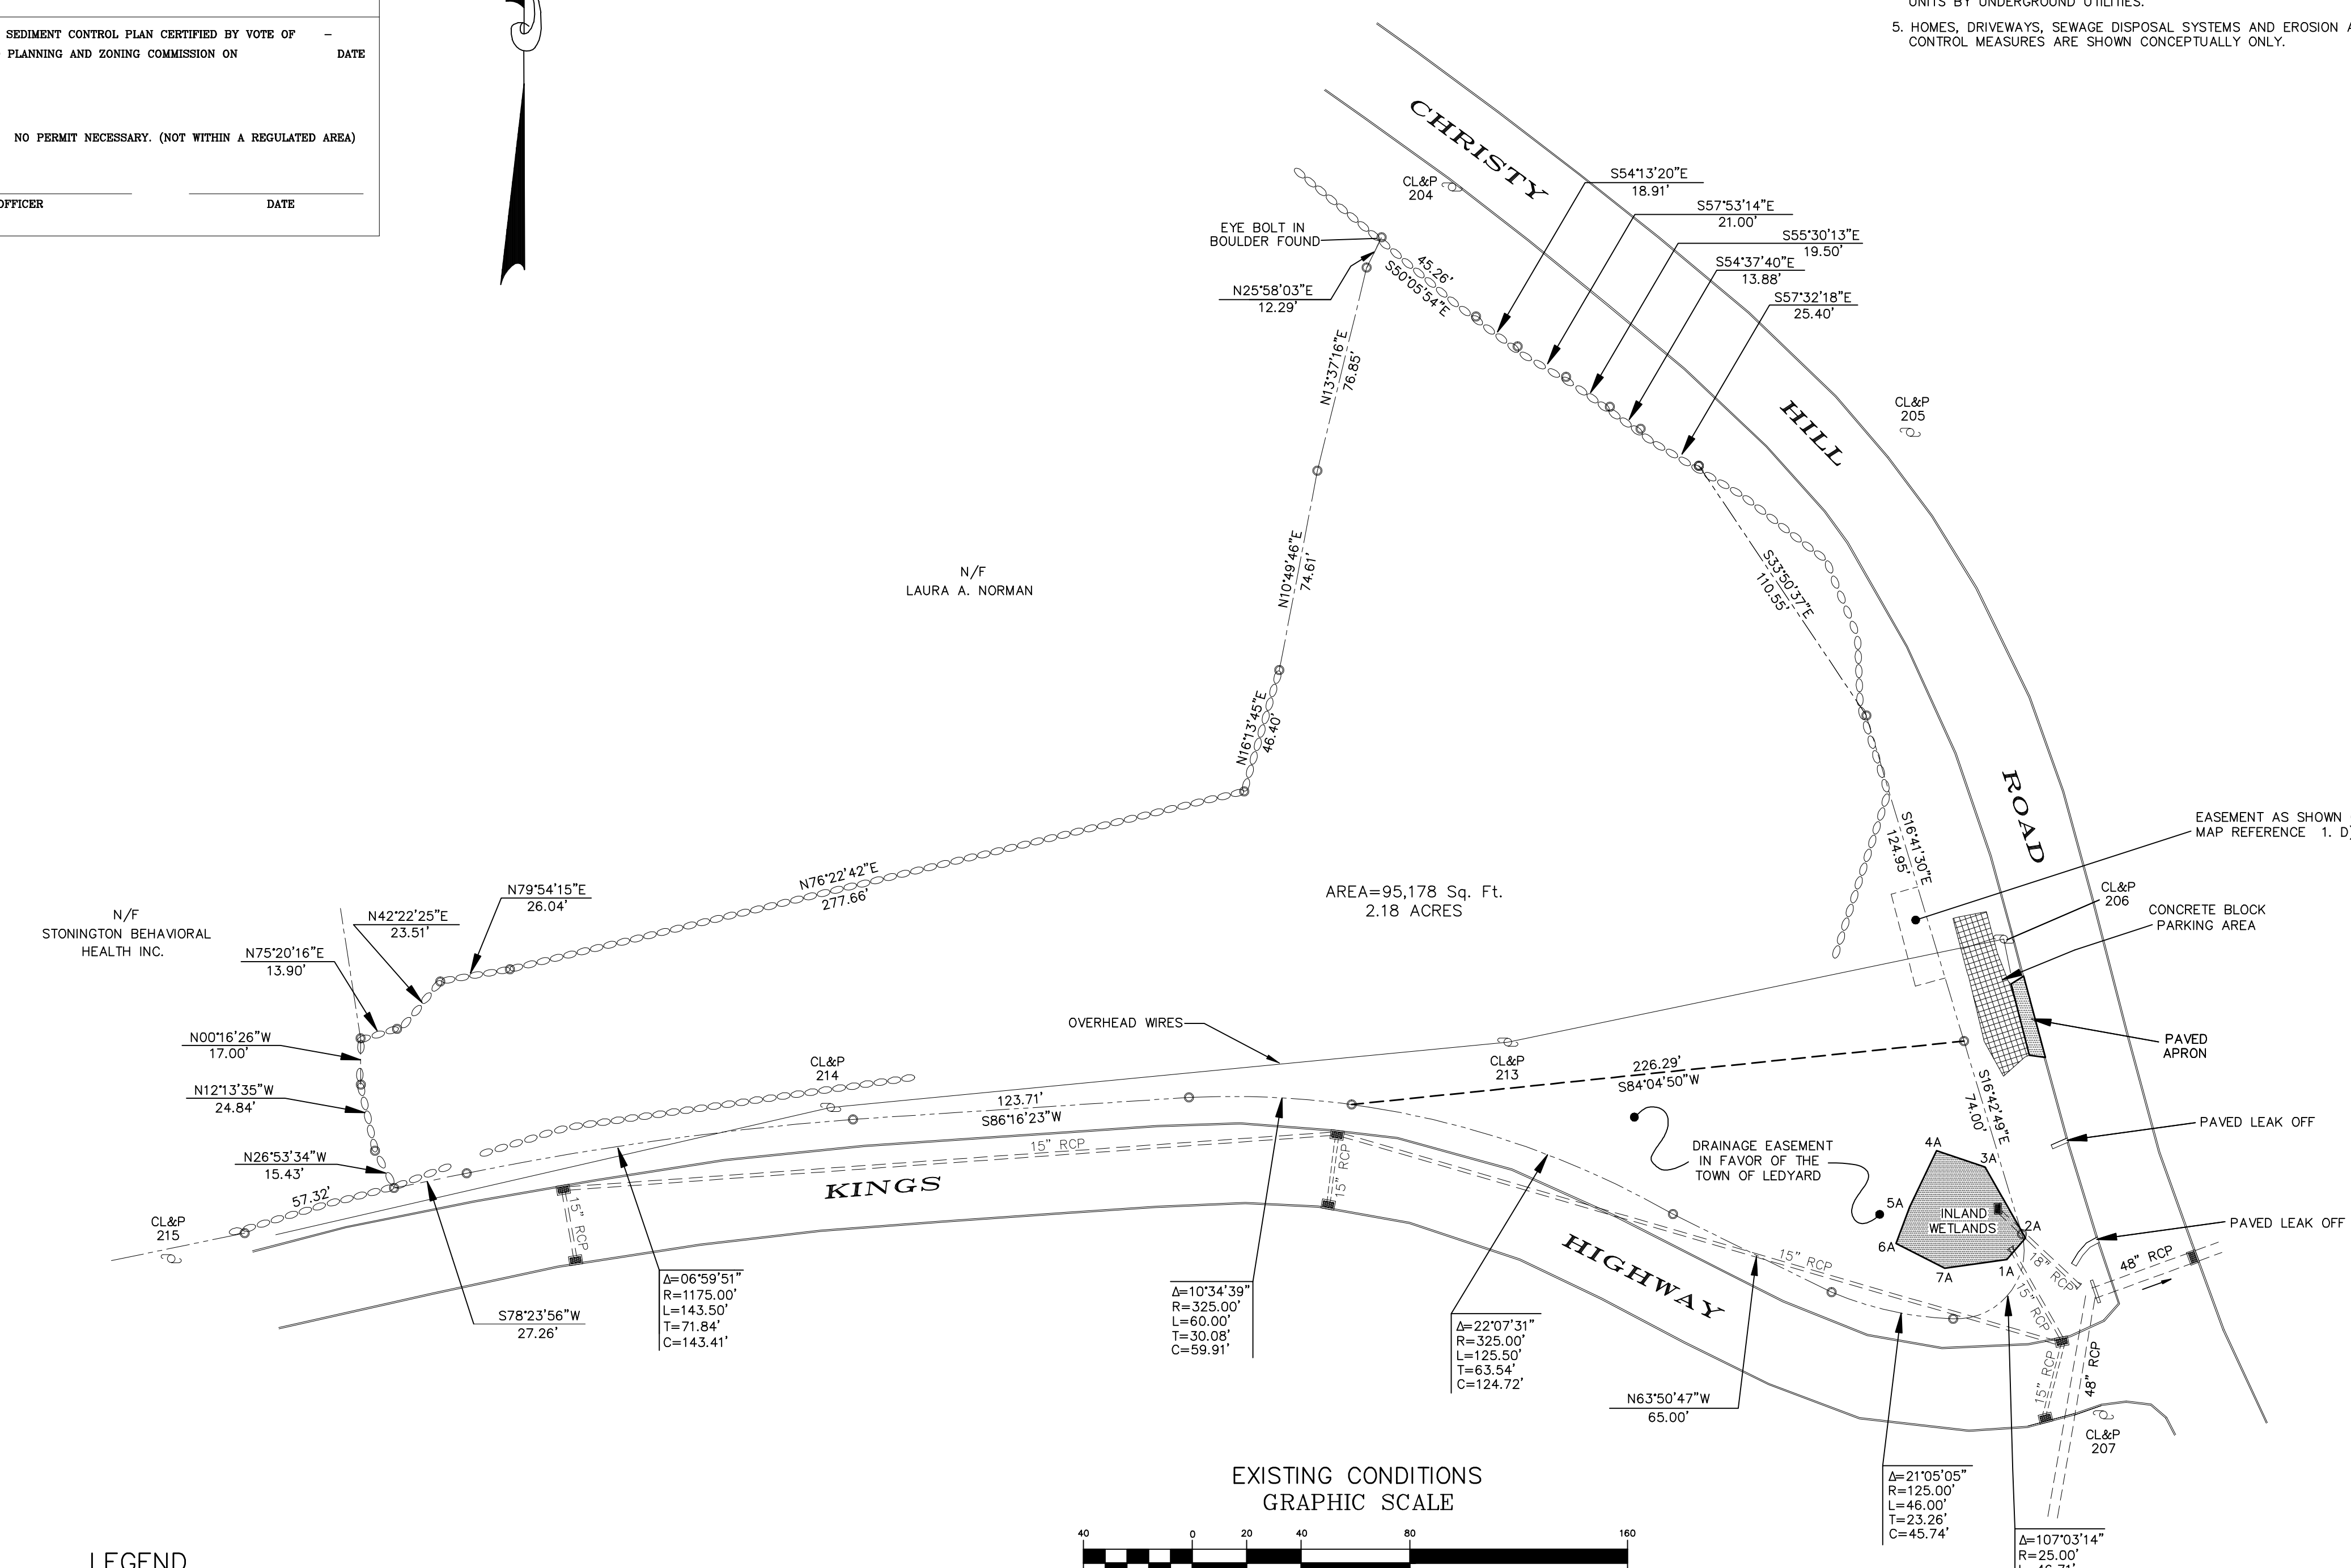 SEDIMENT CONTROL PLAN CERTIFIED BY VOTE OF –
PLANNING AND ZONING COMMISSION ON DATE
NO PERMIT NECESSARY. (NOT WITHIN A REGULATED AREA)
OFFICER DATE
UNITS BY UNDERGROUND UTILITIES.
5. HOMES, DRIVEWAYS, SEWAGE DISPOSAL SYSTEMS AND EROSION A
CONTROL MEASURES ARE SHOWN CONCEPTUALLY ONLY.
CHRISTY
HILL
ROAD
CL&P
204
EYE BOLT IN
BOULDER FOUND
N25°58'03"E
12.29'
45.26'
S50°05'54"E
S54°13'20"E
18.91'
S57°53'14"E
21.00'
S55°30'13"E
19.50'
S54°37'40"E
13.88'
S57°32'18"E
25.40'
CL&P
205
N13°37'16"E
76.85'
N10°49'46"E
74.61'
N16°13'45"E
46.40'
S33°50'37"E
110.55'
N/F
LAURA A. NORMAN
S16°41'30"E
124.95'
EASEMENT AS SHOWN
MAP REFERENCE 1. D)
CL&P
206
CONCRETE BLOCK
PARKING AREA
PAVED
APRON
PAVED LEAK OFF
PAVED LEAK OFF
AREA=95,178 Sq. Ft.
2.18 ACRES
N76°22'42"E
277.66'
N79°54'15"E
26.04'
N42°22'25"E
23.51'
N75°20'16"E
13.90'
N/F
STONINGTON BEHAVIORAL
HEALTH INC.
N00°16'26"W
17.00'
N12°13'35"W
24.84'
N26°53'34"W
15.43'
57.32'
CL&P
215
CL&P
214
OVERHEAD WIRES
CL&P
213
226.29'
S84°04'50"W
123.71'
S86°16'23"W
15" RCP
15" RCP
15" RCP
15" RCP
S16°42'49"E
74.00'
DRAINAGE EASEMENT
IN FAVOR OF THE
TOWN OF LEDYARD
4A
3A
5A
INLAND
WETLANDS
2A
6A
7A
1A
18" RCP
15" RCP
48" RCP
15" RCP
48" RCP
CL&P
207
KINGS
HIGHWAY
S78°23'56"W
27.26'
Δ=06°59'51"
R=1175.00'
L=143.50'
T=71.84'
C=143.41'
Δ=10°34'39"
R=325.00'
L=60.00'
T=30.08'
C=59.91'
Δ=22°07'31"
R=325.00'
L=125.50'
T=63.54'
C=124.72'
N63°50'47"W
65.00'
Δ=21°05'05"
R=125.00'
L=46.00'
T=23.26'
C=45.74'
Δ=107°03'14"
R=25.00'
L=46.71'
EXISTING CONDITIONS
GRAPHIC SCALE
40 0 20 40 80 160
LEGEND